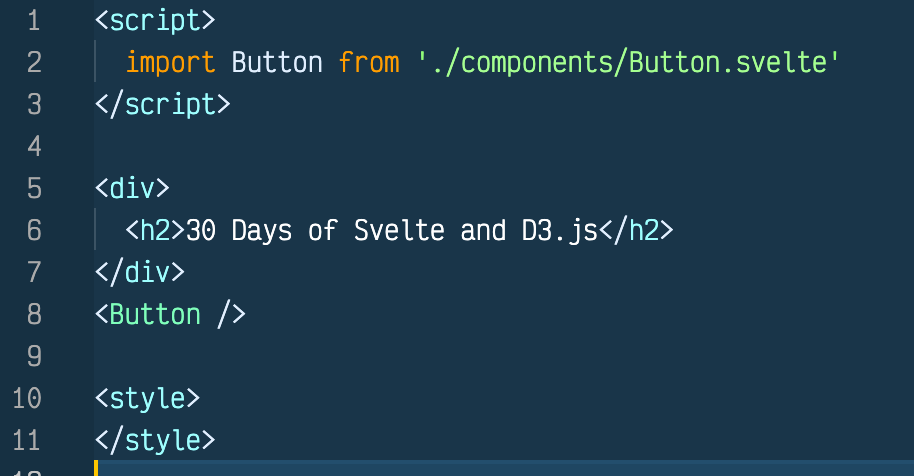 1 <script>
2   import Button from './components/Button.svelte'
3 </script>
4
5 <div>
6   <h2>30 Days of Svelte and D3.js</h2>
7 </div>
8 <Button />
9
10 <style>
11 </style>
12